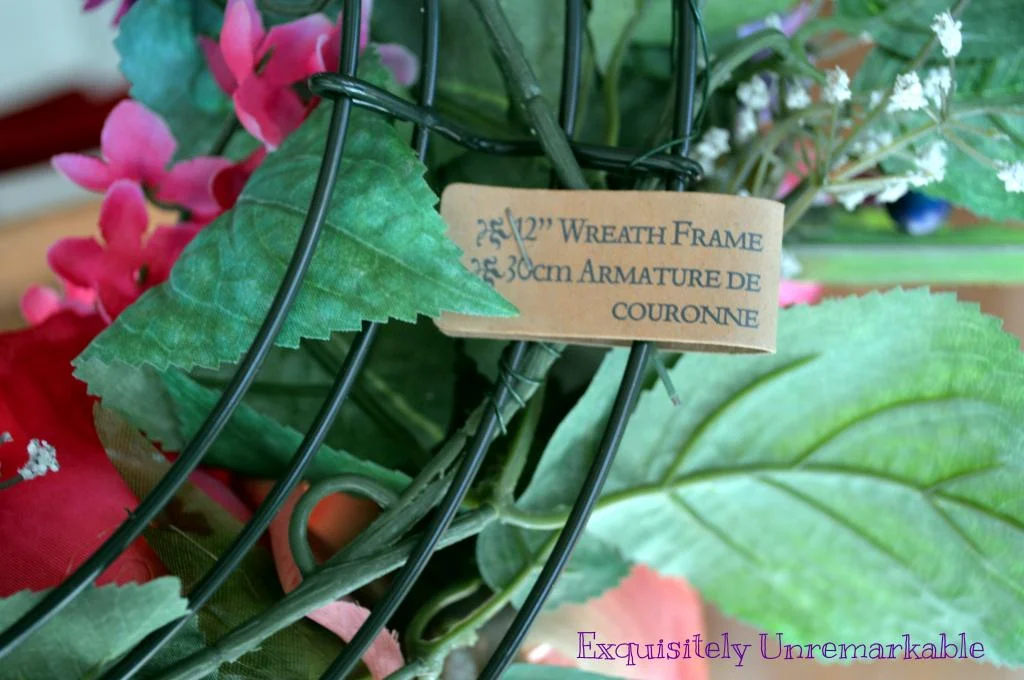 12” WREATH FRAME
30cm ARMATURE DE
COURONNE
Exquisitely Unremarkable